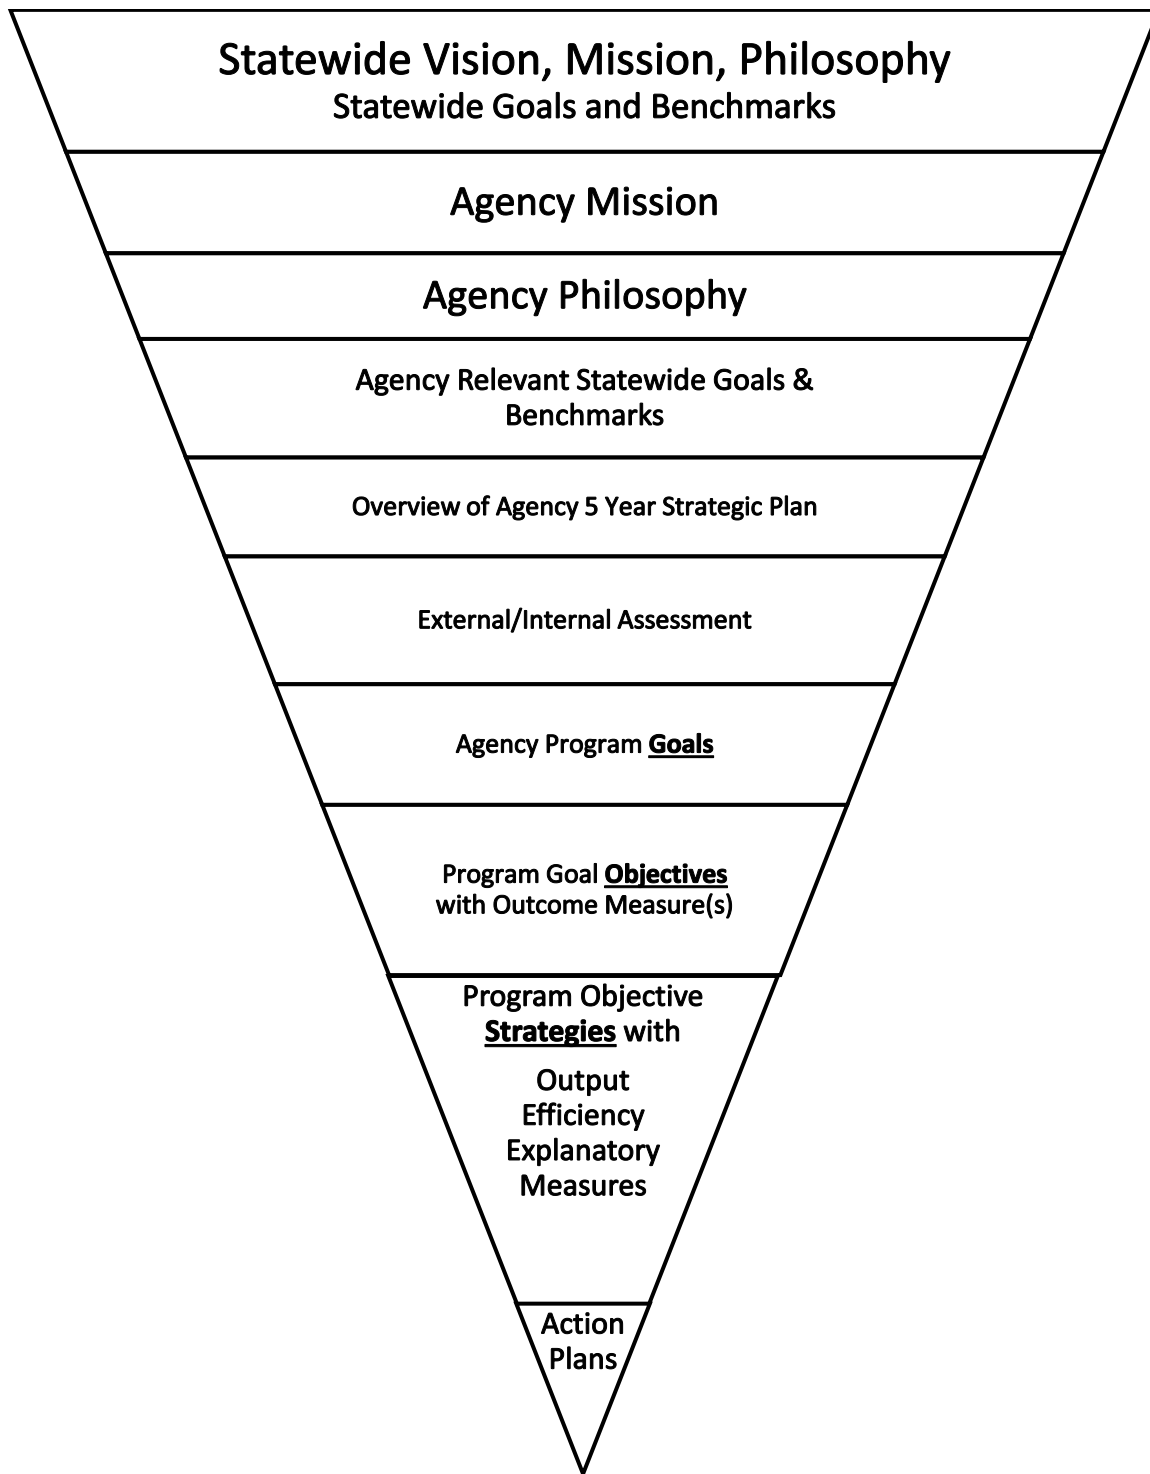 Statewide Vision, Mission, Philosophy
Statewide Goals and Benchmarks
Agency Mission
Agency Philosophy
Agency Relevant Statewide Goals &
Benchmarks
Overview of Agency 5 Year Strategic Plan
External/Internal Assessment
Agency Program Goals
Program Goal Objectives
with Outcome Measure(s)
Program Objective
Strategies with
Output
Efficiency
Explanatory
Measures
Action
Plans